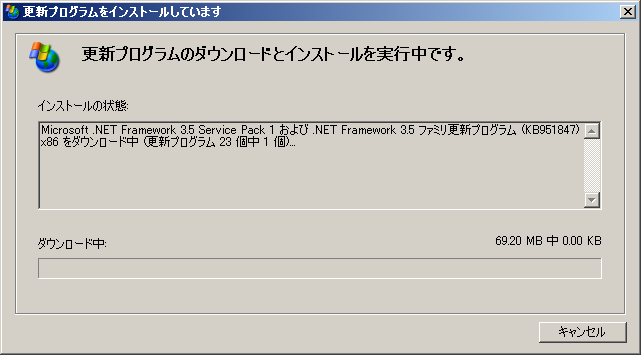 更新プログラムをインストールしています
更新プログラムのダウンロードとインストールを実行中です。
インストールの状態:
Microsoft .NET Framework 3.5 Service Pack 1 および .NET Framework 3.5 ファミリ更新プログラム (KB951847)
x86 をダウンロード中 (更新プログラム 23 個中 1 個)...
ダウンロード中:
69.20 MB 中 0.00 KB
キャンセル